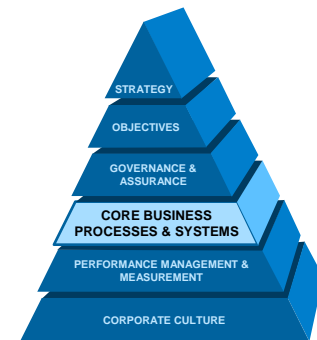 STRATEGY
OBJECTIVES
GOVERNANCE &
ASSURANCE
CORE BUSINESS
PROCESSES & SYSTEMS
PERFORMANCE MANAGEMENT &
MEASUREMENT
CORPORATE CULTURE